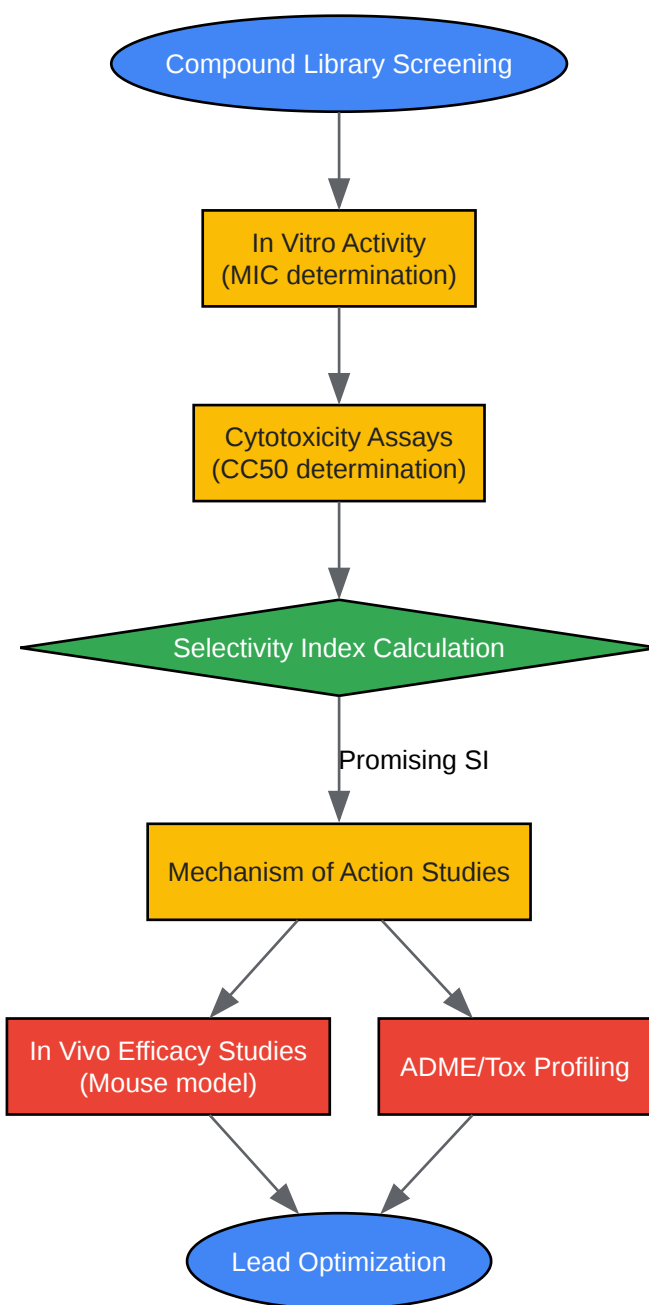 Compound Library Screening
In Vitro Activity
(MIC determination)
Cytotoxicity Assays
(CC50 determination)
Selectivity Index Calculation
Promising SI
Mechanism of Action Studies
In Vivo Efficacy Studies
(Mouse model)
ADME/Tox Profiling
Lead Optimization